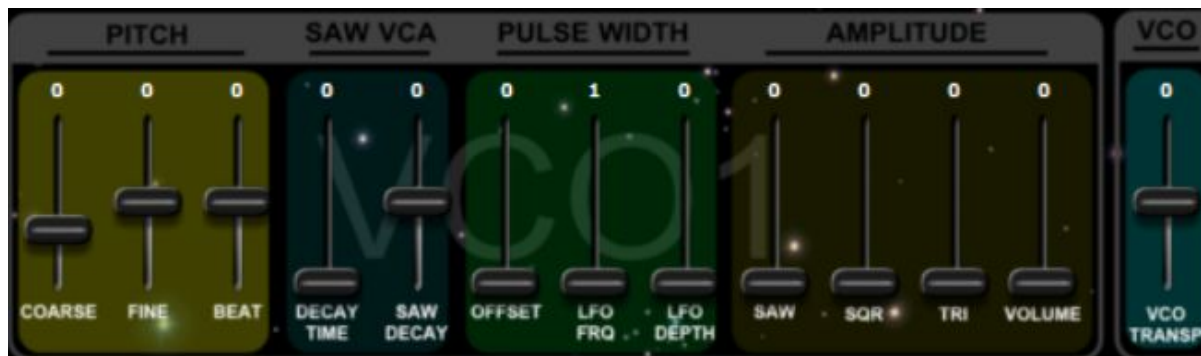 PITCH SAW VCA PULSE WIDTH AMPLITUDE VCO
0 0 0 0 0 0 1 0 0 0 0 0 0
VCO1
COARSE FINE BEAT DECAY TIME SAW DECAY OFFSET LFO FRQ LFO DEPTH SAW SQR TRI VOLUME VCO TRANSP